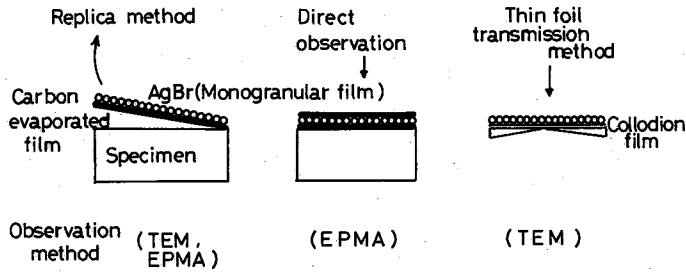 Replica method
Direct
observation
Thin foil
transmission
method
AgBr(Monogranular film)
Carbon
evaporated
film
Specimen
Collodion
film
Observation
method
(TEM,
EPMA)
(EPMA)
(TEM)